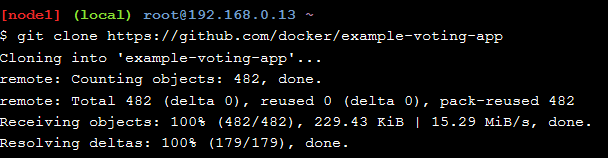 [node1] (local) root@192.168.0.13 ~
$ git clone https://github.com/docker/example-voting-app
Cloning into 'example-voting-app'...
remote: Counting objects: 482, done.
remote: Total 482 (delta 0), reused 0 (delta 0), pack-reused 482
Receiving objects: 100% (482/482), 229.43 KiB | 15.29 MiB/s, done.
Resolving deltas: 100% (179/179), done.